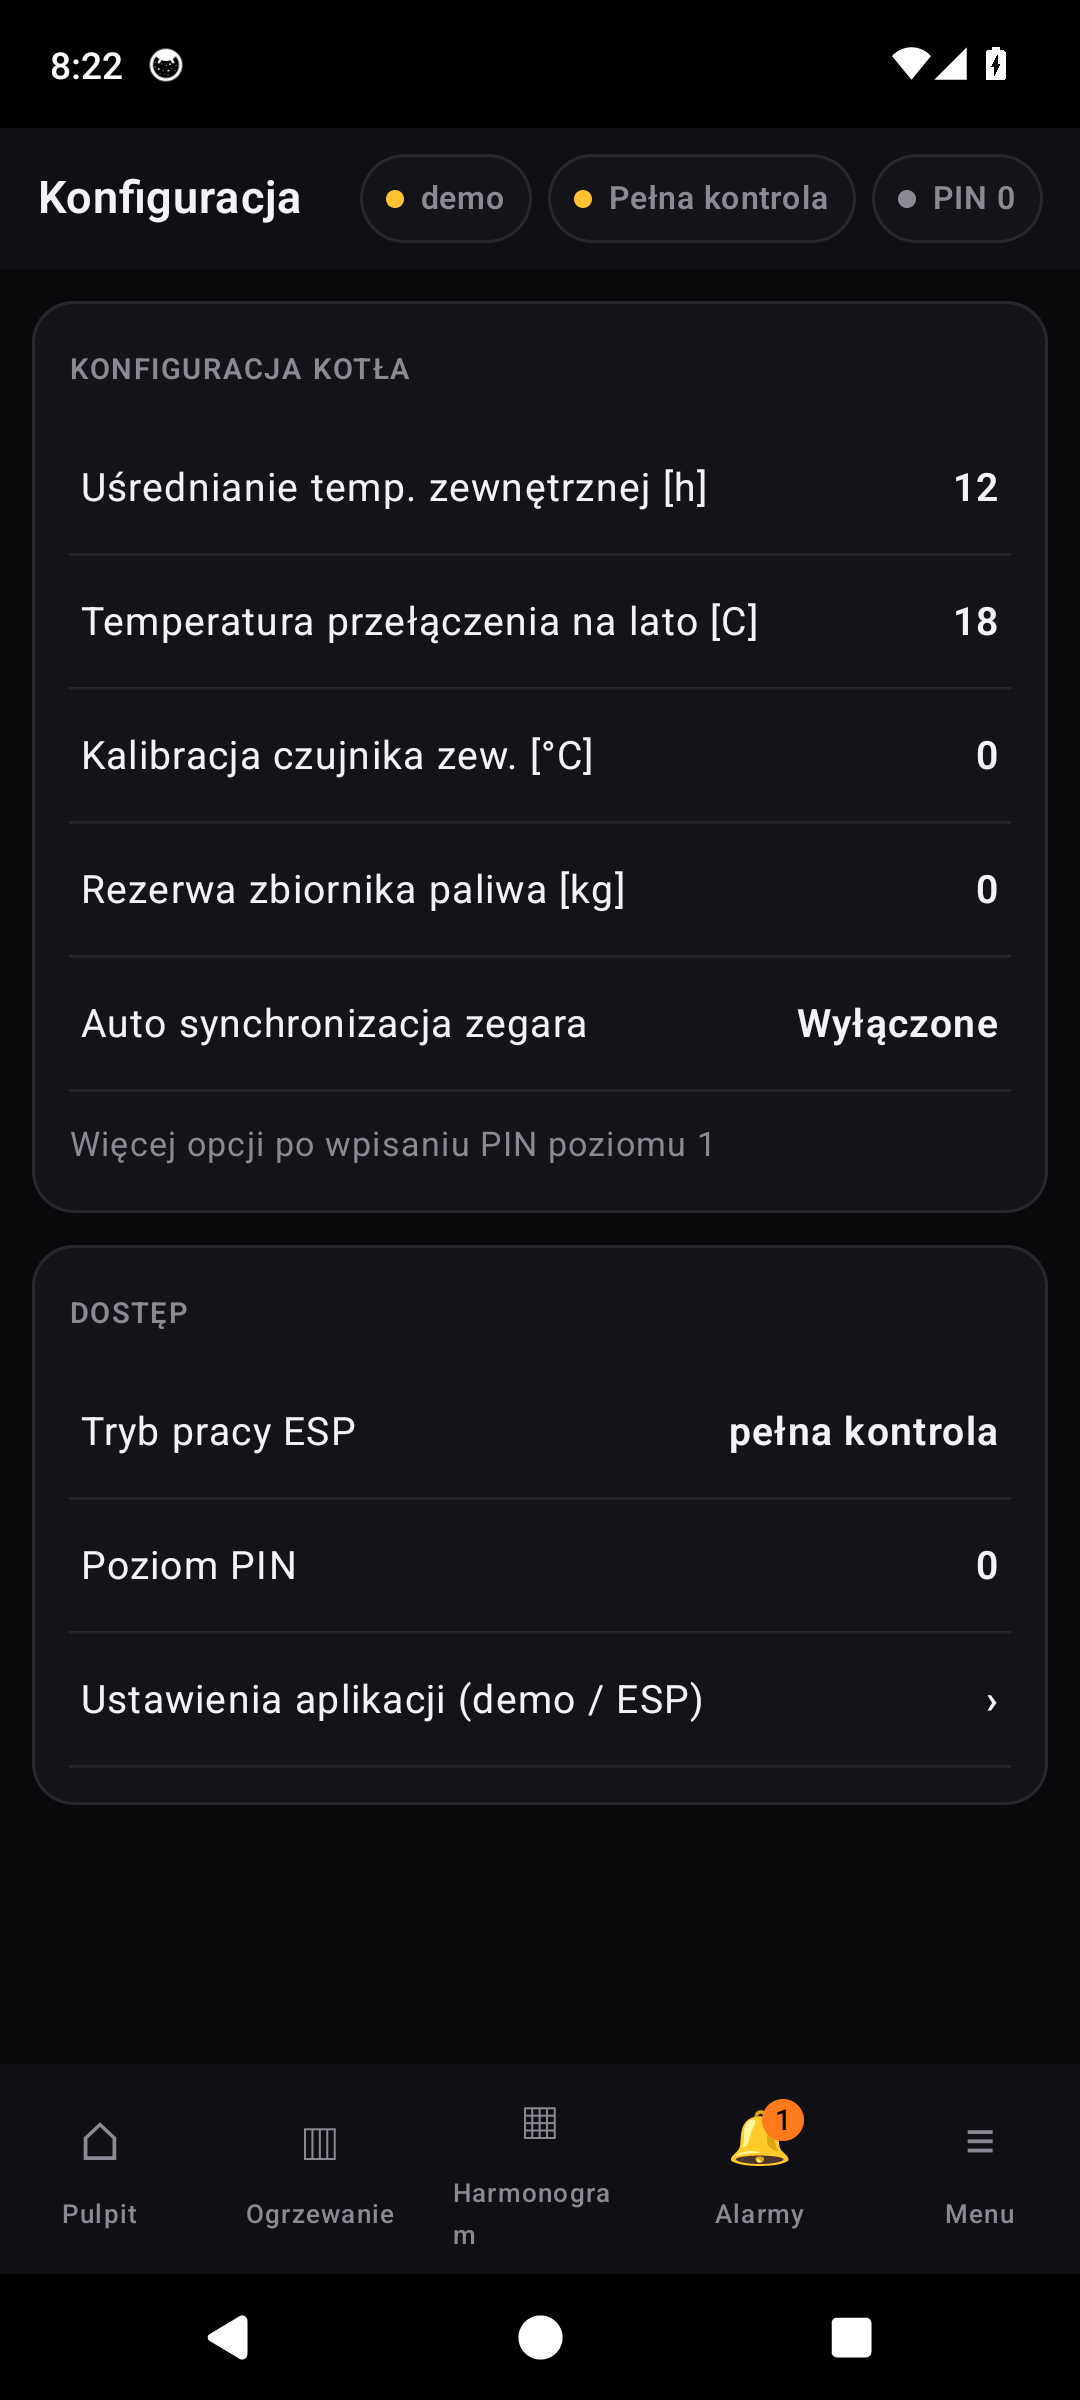 8:22
Konfiguracja
demo
Pełna kontrola
PIN 0
KONFIGURACJA KOTŁA
Uśrednianie temp. zewnętrznej [h] 12
Temperatura przełączenia na lato [C] 18
Kalibracja czujnika zew. [°C] 0
Rezerwa zbiornika paliwa [kg] 0
Auto synchronizacja zegara Wyłączone
Więcej opcji po wpisaniu PIN poziomu 1
DOSTĘP
Tryb pracy ESP pełna kontrola
Poziom PIN 0
Ustawienia aplikacji (demo / ESP) ›
1
Pulpit
Ogrzewanie
Harmonogra
m
Alarmy
Menu